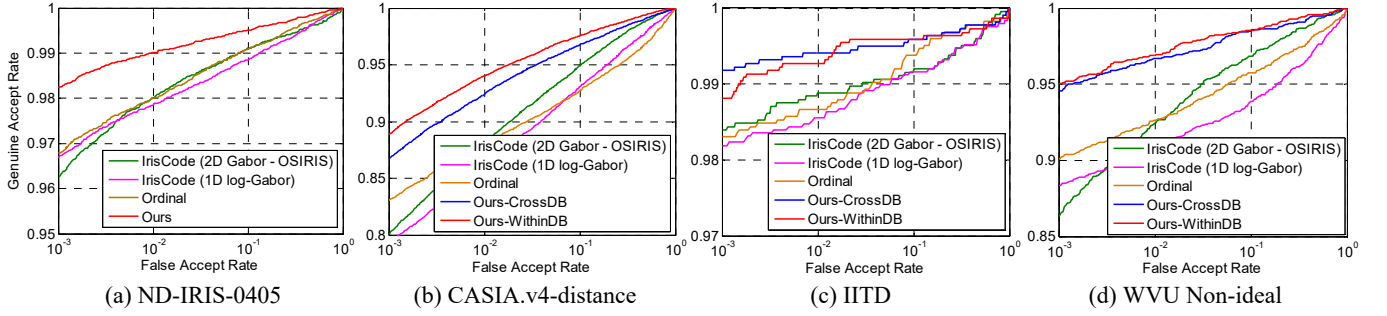 Genuine Accept Rate
1
0.99
0.98
0.97
0.96
0.95
10^-3
10^-2
10^-1
10^0
False Accept Rate
IrisCode (2D Gabor - OSIRIS)
IrisCode (1D log-Gabor)
Ordinal
Ours
(a) ND-IRIS-0405
1
0.95
0.9
0.85
0.8
10^-3
10^-2
10^-1
10^0
False Accept Rate
IrisCode (2D Gabor - OSIRIS)
IrisCode (1D log-Gabor)
Ordinal
Ours-CrossDB
Ours-WithinDB
(b) CASIA.v4-distance
1
0.99
0.98
0.97
10^-3
10^-2
10^-1
10^0
False Accept Rate
IrisCode (2D Gabor - OSIRIS)
IrisCode (1D log-Gabor)
Ordinal
Ours-CrossDB
Ours-WithinDB
(c) IITD
1
0.95
0.9
0.85
10^-3
10^-2
10^-1
10^0
False Accept Rate
IrisCode (2D Gabor - OSIRIS)
IrisCode (1D log-Gabor)
Ordinal
Ours-CrossDB
Ours-WithinDB
(d) WVU Non-ideal